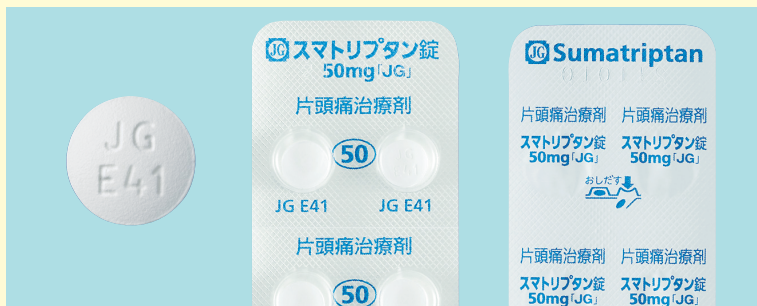 JG
E41
JG スマトリプタン錠
50mg「JG」
片頭痛治療剤
50
JG E41 JG E41
片頭痛治療剤
50
JG Sumatriptan
片頭痛治療剤 片頭痛治療剤
スマトリプタン錠 スマトリプタン錠
50mg「JG」 50mg「JG」
おしだす
片頭痛治療剤 片頭痛治療剤
スマトリプタン錠 スマトリプタン錠
50mg「JG」 50mg「JG」